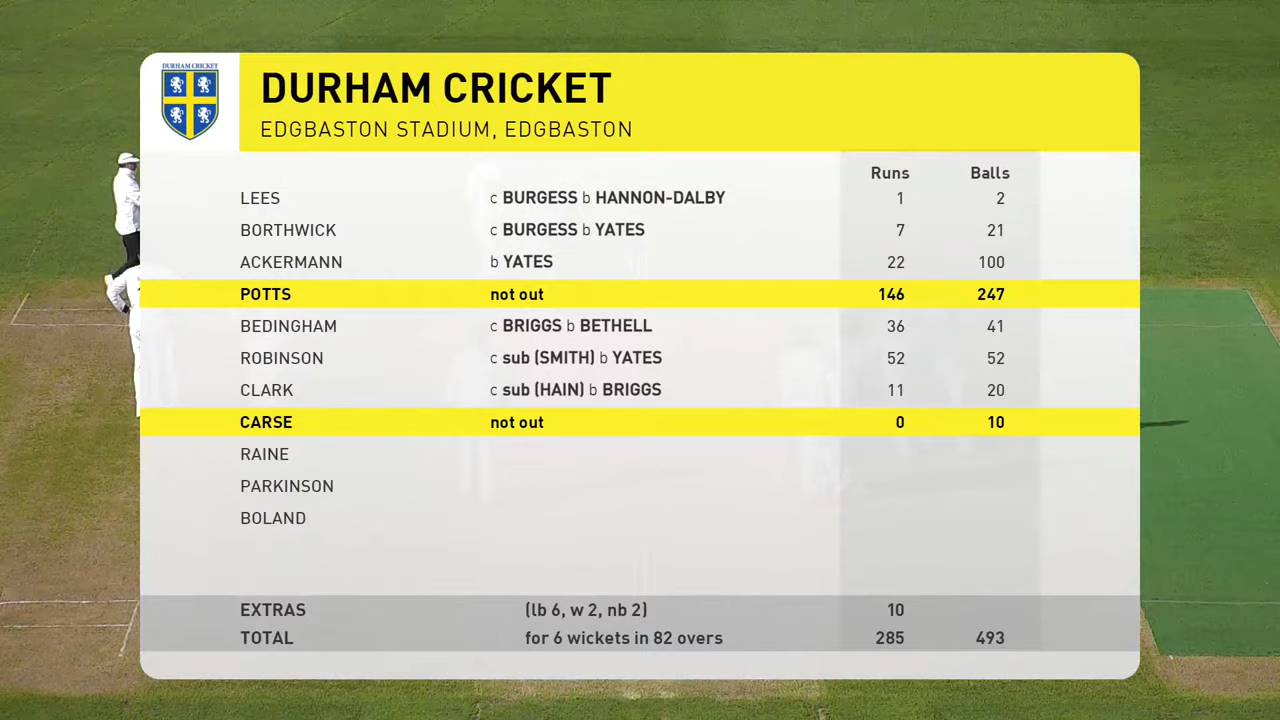 DURHAM CRICKET
DURHAM CRICKET
EDGBASTON STADIUM, EDGBASTON
Runs Balls
LEES c BURGESS b HANNON-DALBY 1 2
BORTHWICK c BURGESS b YATES 7 21
ACKERMANN b YATES 22 100
POTTS not out 146 247
BEDINGHAM c BRIGGS b BETHELL 36 41
ROBINSON c sub (SMITH) b YATES 52 52
CLARK c sub (HAIN) b BRIGGS 11 20
CARSE not out 0 10
RAINE
PARKINSON
BOLAND
EXTRAS (lb 6, w 2, nb 2) 10
TOTAL for 6 wickets in 82 overs 285 493